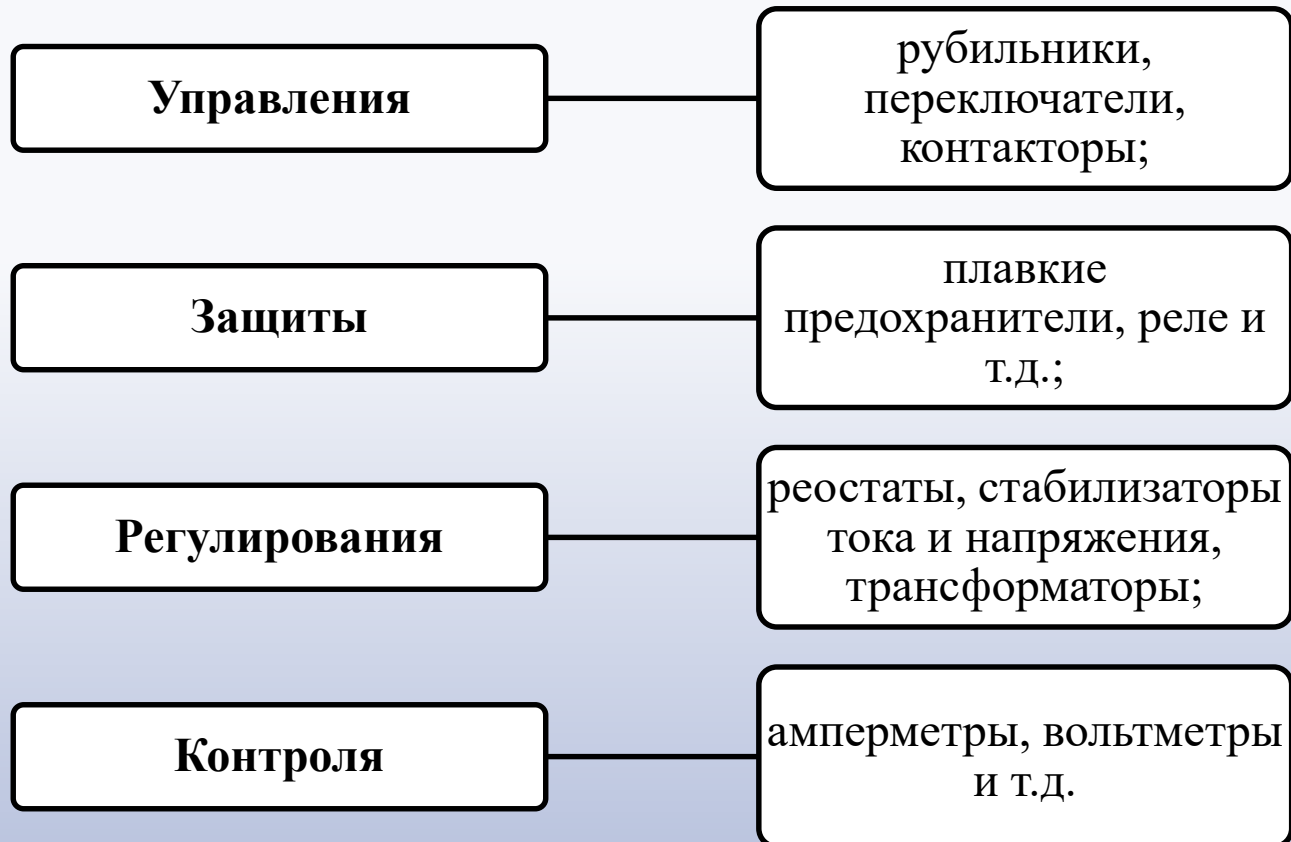 Управления
рубильники,
переключатели,
контакторы;
Защиты
плавкие
предохранители, реле и
т.д.;
Регулирования
реостаты, стабилизаторы
тока и напряжения,
трансформаторы;
Контроля
амперметры, вольтметры
и т.д.